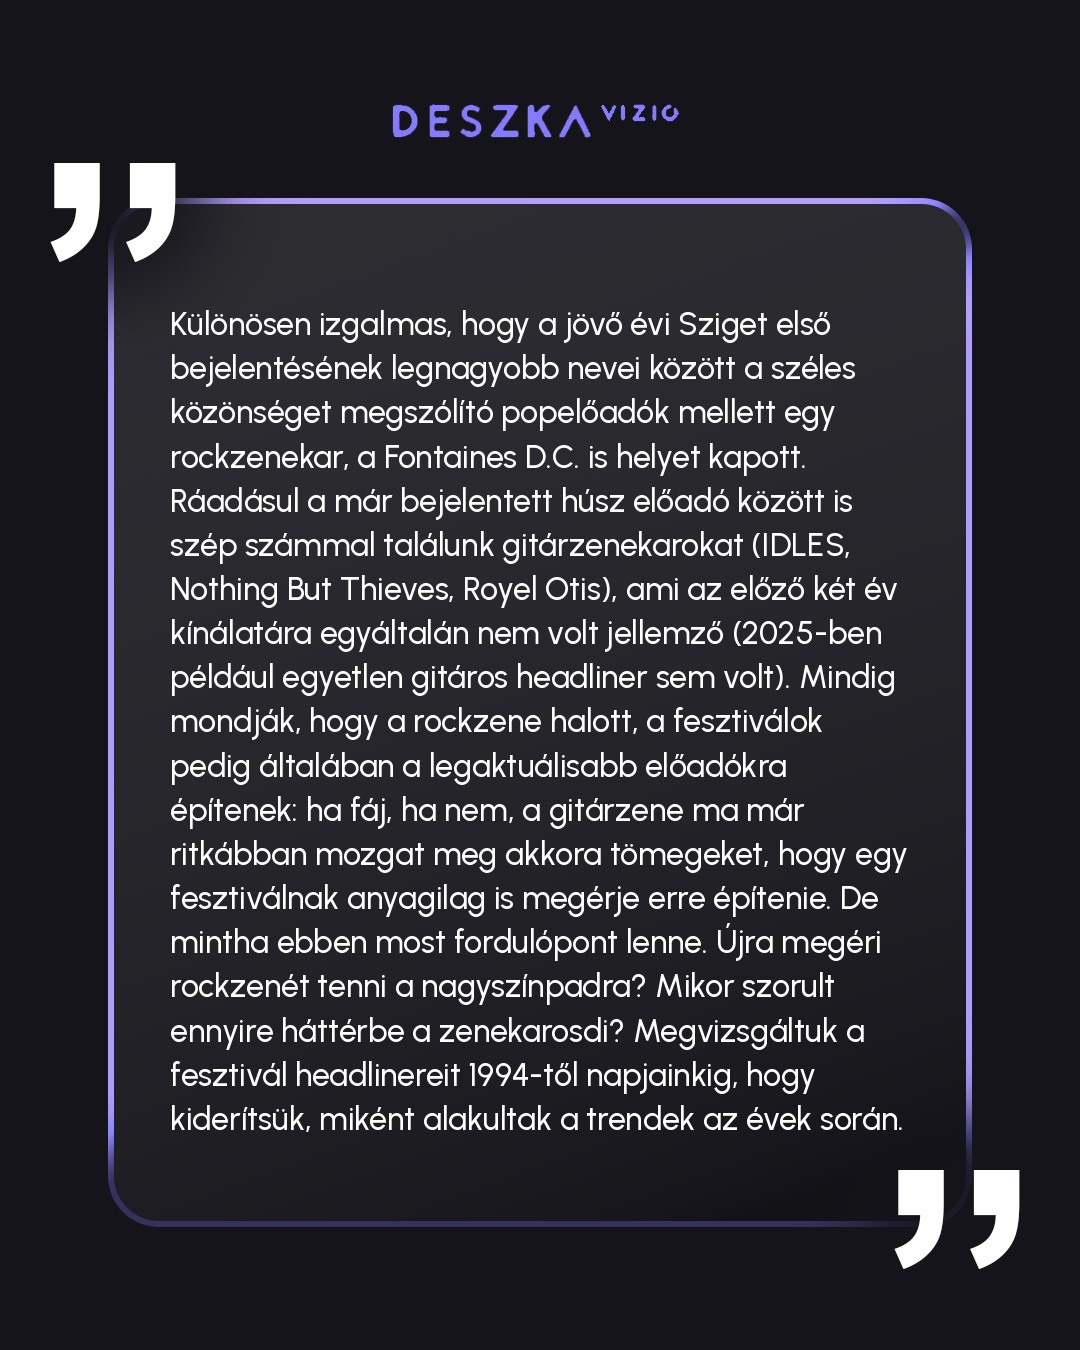 DESZKA VIZIO
”
Különösen izgalmas, hogy a jövő évi Sziget első
bejelentésének legnagyobb nevei között a széles
közönséget megszólító popelőadók mellett egy
rockzenekar, a Fontaines D.C. is helyet kapott.
Ráadásul a már bejelentett húsz előadó között is
szép számmal találunk gitárzenekarokat (IDLES,
Nothing But Thieves, Royel Otis), ami az előző két év
kínálatára egyáltalán nem volt jellemző (2025-ben
például egyetlen gitáros headliner sem volt). Mindig
mondják, hogy a rockzene halott, a fesztiválok
pedig általában a legaktuálisabb előadókra
építenek: ha fáj, ha nem, a gitárzene ma már
ritkábban mozgat meg akkora tömegeket, hogy egy
fesztiválnak anyagilag is megérje erre építenie. De
mintha ebben most fordulópont lenne. Újra megéri
rockzenét tenni a nagyszínpadra? Mikor szorult
ennyire háttérbe a zenekarosdi? Megvizsgáltuk a
fesztivál headlinereit 1994-től napjainkig, hogy
kiderítsük, miként alakultak a trendek az évek során.
”